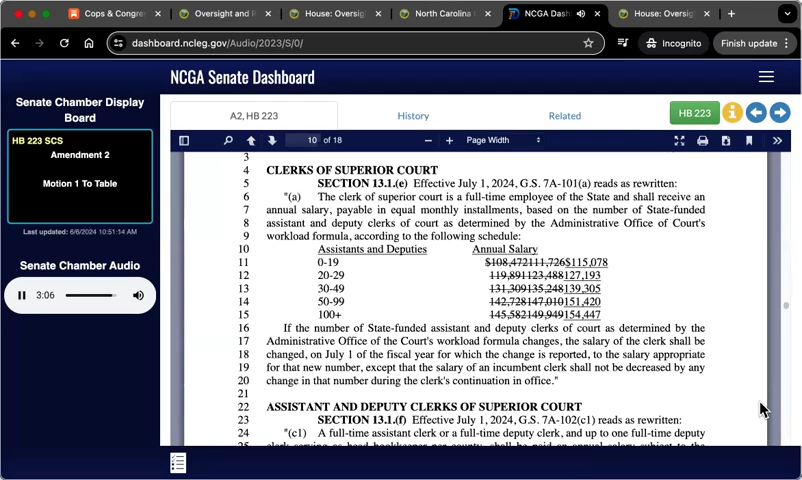 Cops & Congres
Oversight and R
House: Oversig
North Carolina
NCGA Dash
House: Oversig
dashboard.ncleg.gov/Audio/2023/S/0/
Incognito
Finish update
NCGA Senate Dashboard
Senate Chamber Display
Board
HB 223 SCS
Amendment 2
Motion 1 To Table
Last updated: 6/6/2024 10:51:14 AM
Senate Chamber Audio
3:06
A2, HB 223
History
Related
HB 223
10 of 18
Page Width
3
4 CLERKS OF SUPERIOR COURT
5 SECTION 13.1.(e) Effective July 1, 2024, G.S. 7A-101(a) reads as rewritten:
6 "(a) The clerk of superior court is a full-time employee of the State and shall receive an
7 annual salary, payable in equal monthly installments, based on the number of State-funded
8 assistant and deputy clerks of court as determined by the Administrative Office of Court's
9 workload formula, according to the following schedule:
10 Assistants and Deputies Annual Salary
11 0-19 $108,472111,726$115,078
12 20-29 119,891123,488127,193
13 30-49 131,309135,248139,305
14 50-99 142,728147,010151,420
15 100+ 145,582149,949154,447
16 If the number of State-funded assistant and deputy clerks of court as determined by the
17 Administrative Office of the Court's workload formula changes, the salary of the clerk shall be
18 changed, on July 1 of the fiscal year for which the change is reported, to the salary appropriate
19 for that new number, except that the salary of an incumbent clerk shall not be decreased by any
20 change in that number during the clerk's continuation in office."
21
22 ASSISTANT AND DEPUTY CLERKS OF SUPERIOR COURT
23 SECTION 13.1.(f) Effective July 1, 2024, G.S. 7A-102(c1) reads as rewritten:
24 "(c1) A full-time assistant clerk or a full-time deputy clerk, and up to one full-time deputy